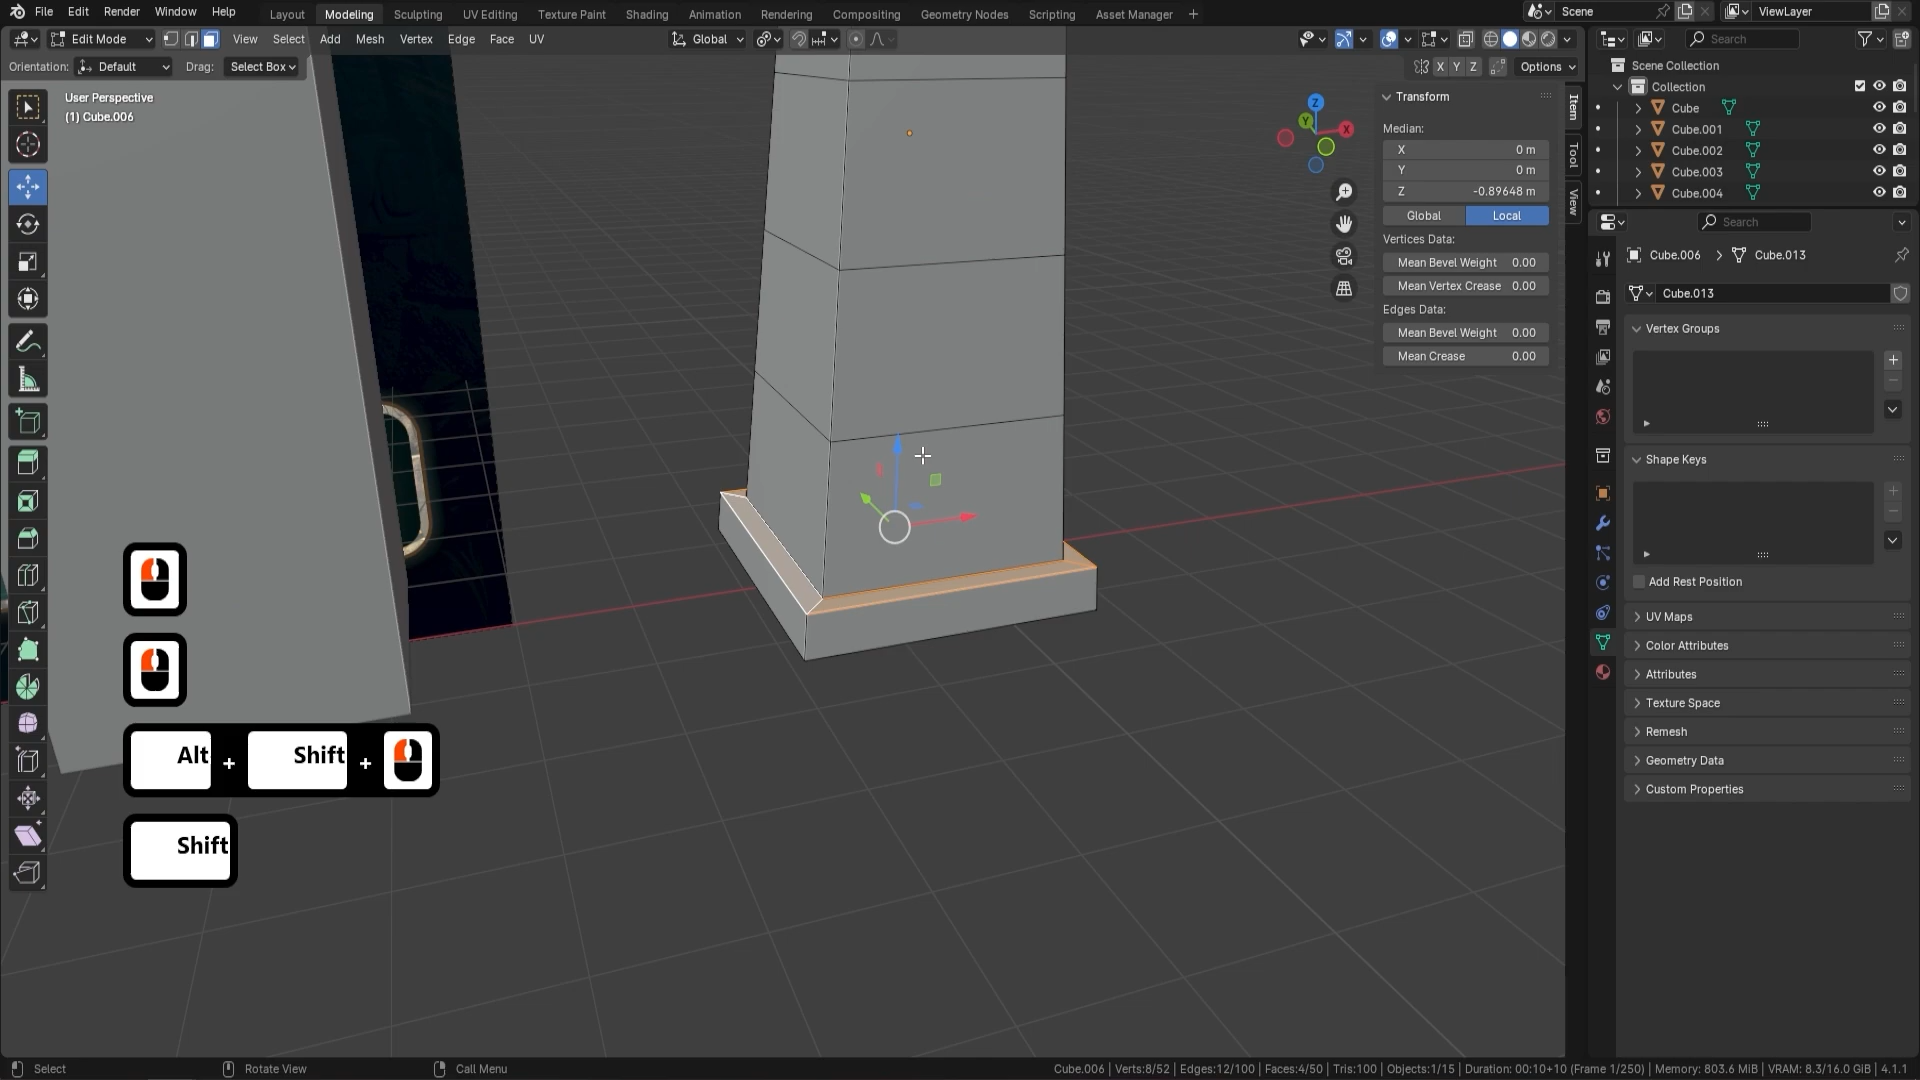 File Edit Render Window Help
Layout Modeling Sculpting UV Editing Texture Paint Shading Animation Rendering Compositing Geometry Nodes Scripting Asset Manager +
Scene
ViewLayer
Edit Mode
View Select Add Mesh Vertex Edge Face UV
Global
Search
Orientation: Default Drag: Select Box
X Y Z
Options
User Perspective
(1) Cube.006
Scene Collection
Collection
Cube
Cube.001
Cube.002
Cube.003
Cube.004
Z
Y
X
Transform
Median:
X 0 m
Y 0 m
Z -0.89648 m
Global Local
Vertices Data:
Mean Bevel Weight 0.00
Mean Vertex Crease 0.00
Edges Data:
Mean Bevel Weight 0.00
Mean Crease 0.00
Item
Tool
View
Search
Cube.006 > Cube.013
Cube.013
Vertex Groups
Shape Keys
Add Rest Position
UV Maps
Color Attributes
Attributes
Texture Space
Remesh
Geometry Data
Custom Properties
Alt + Shift +
Shift
Select
Rotate View
Call Menu
Cube.006 | Verts:8/52 | Edges:12/100 | Faces:4/50 | Tris:100 | Objects:1/15 | Duration: 00:10+10 (Frame 1/250) | Memory: 803.6 MiB | VRAM: 8.3/16.0 GiB | 4.1.1